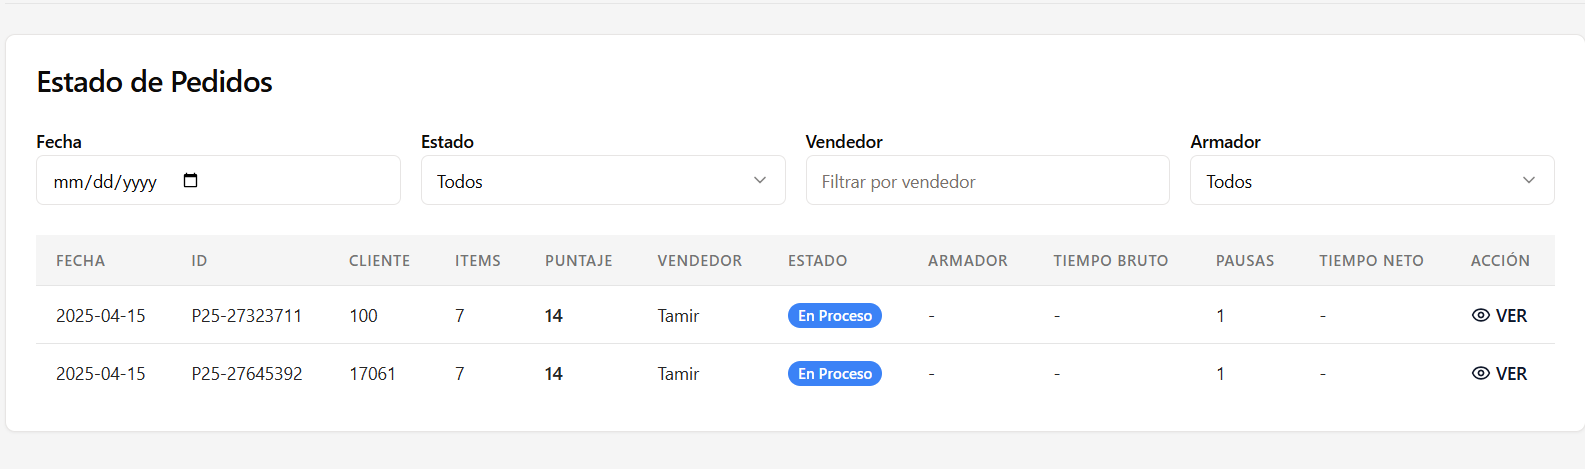 Estado de Pedidos
Fecha Estado Vendedor Armador
mm/dd/yyyy Todos Filtrar por vendedor Todos
FECHA ID CLIENTE ITEMS PUNTAJE VENDEDOR ESTADO ARMADOR TIEMPO BRUTO PAUSAS TIEMPO NETO ACCIÓN
2025-04-15 P25-27323711 100 7 14 Tamir En Proceso - - 1 - VER
2025-04-15 P25-27645392 17061 7 14 Tamir En Proceso - - 1 - VER